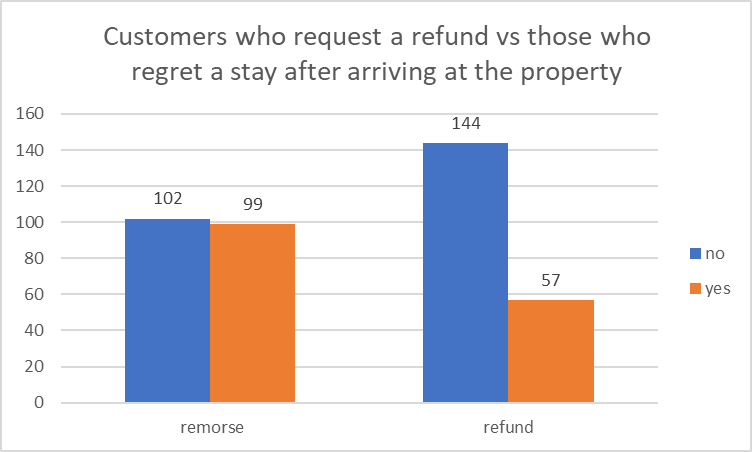 Customers who request a refund vs those who
regret a stay after arriving at the property
160
140
120
100
80
60
40
20
0
102
99
144
57
remorse
refund
no
yes